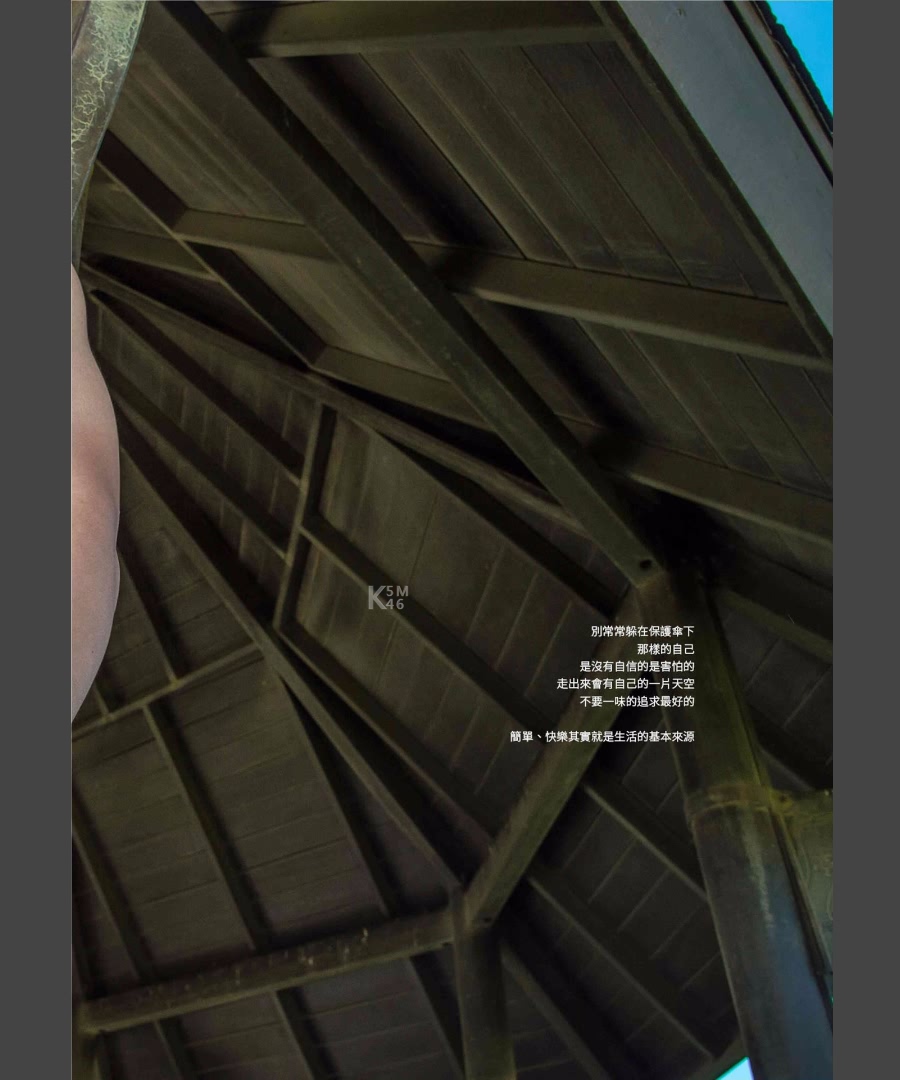 K5M46
別常常躲在保護傘下
那樣的自己
是沒有自信的是害怕的
走出來會有自己的一片天空
不要一味的追求最好的
簡單、快樂其實就是生活的基本來源